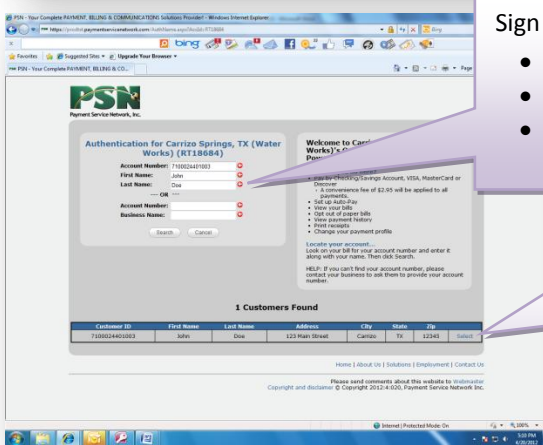 PSN - Your Complete PAYMENT, BILLING & COMMUNICATIONS Solutions Provider! - Windows Internet Explorer
Sign
bing
Favorites Suggested Sites Upgrade Your Browser
PSN - Your Complete PAYMENT, BILLING & CO...
Page
PSN
Payment Service Network, Inc.
Authentication for Carrizo Springs, TX (Water Works) (RT18684)
Account Number: 7100024401003
First Name: John
Last Name: Doe
---- OR ----
Account Number:
Business Name:
Search Cancel
Welcome to Carri
Works)'s
Pay by Checking/Savings Account, VISA, MasterCard or
Discover
A convenience fee of $2.95 will be applied to all
payments.
Set up Auto-Pay
View your bills
Opt out of paper bills
View payment history
Print receipts
Change your payment profile
Locate your account...
Look on your bill for your account number and enter it
along with your name. Then click Search.
HELP: If you can't find your account number, please
contact your business to ask them to provide your account
number.
1 Customers Found
Customer ID First Name Last Name Address City State Zip
7100024401003 John Doe 123 Main Street Carrizo TX 12343 Select
Home | About Us | Solutions | Employment | Contact Us
Please send comments about this website to Webmaster
Copyright and disclaimer © Copyright 2012:4:020, Payment Service Network Inc.
Internet | Protected Mode: On 100%
5:03 PM
4/20/2012